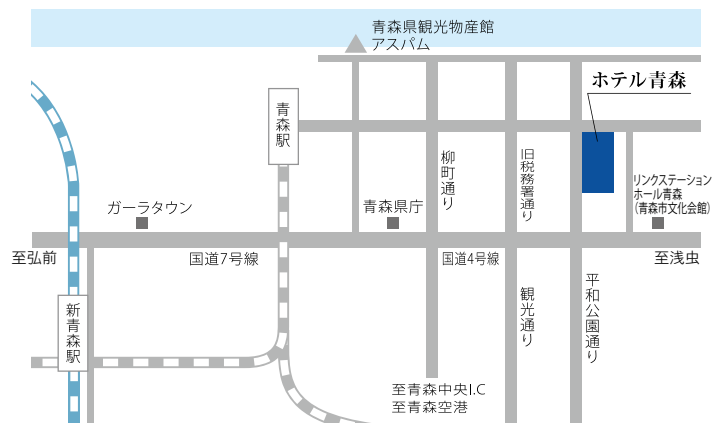 青森県観光物産館
アスパム
ホテル青森
青森駅
柳町通り
旧税務署通り
リンクステーション
ホール青森
(青森市文化会館)
ガーラタウン
青森県庁
至弘前
国道7号線
国道4号線
至浅虫
新青森駅
観光通り
平和公園通り
至青森中央I.C
至青森空港